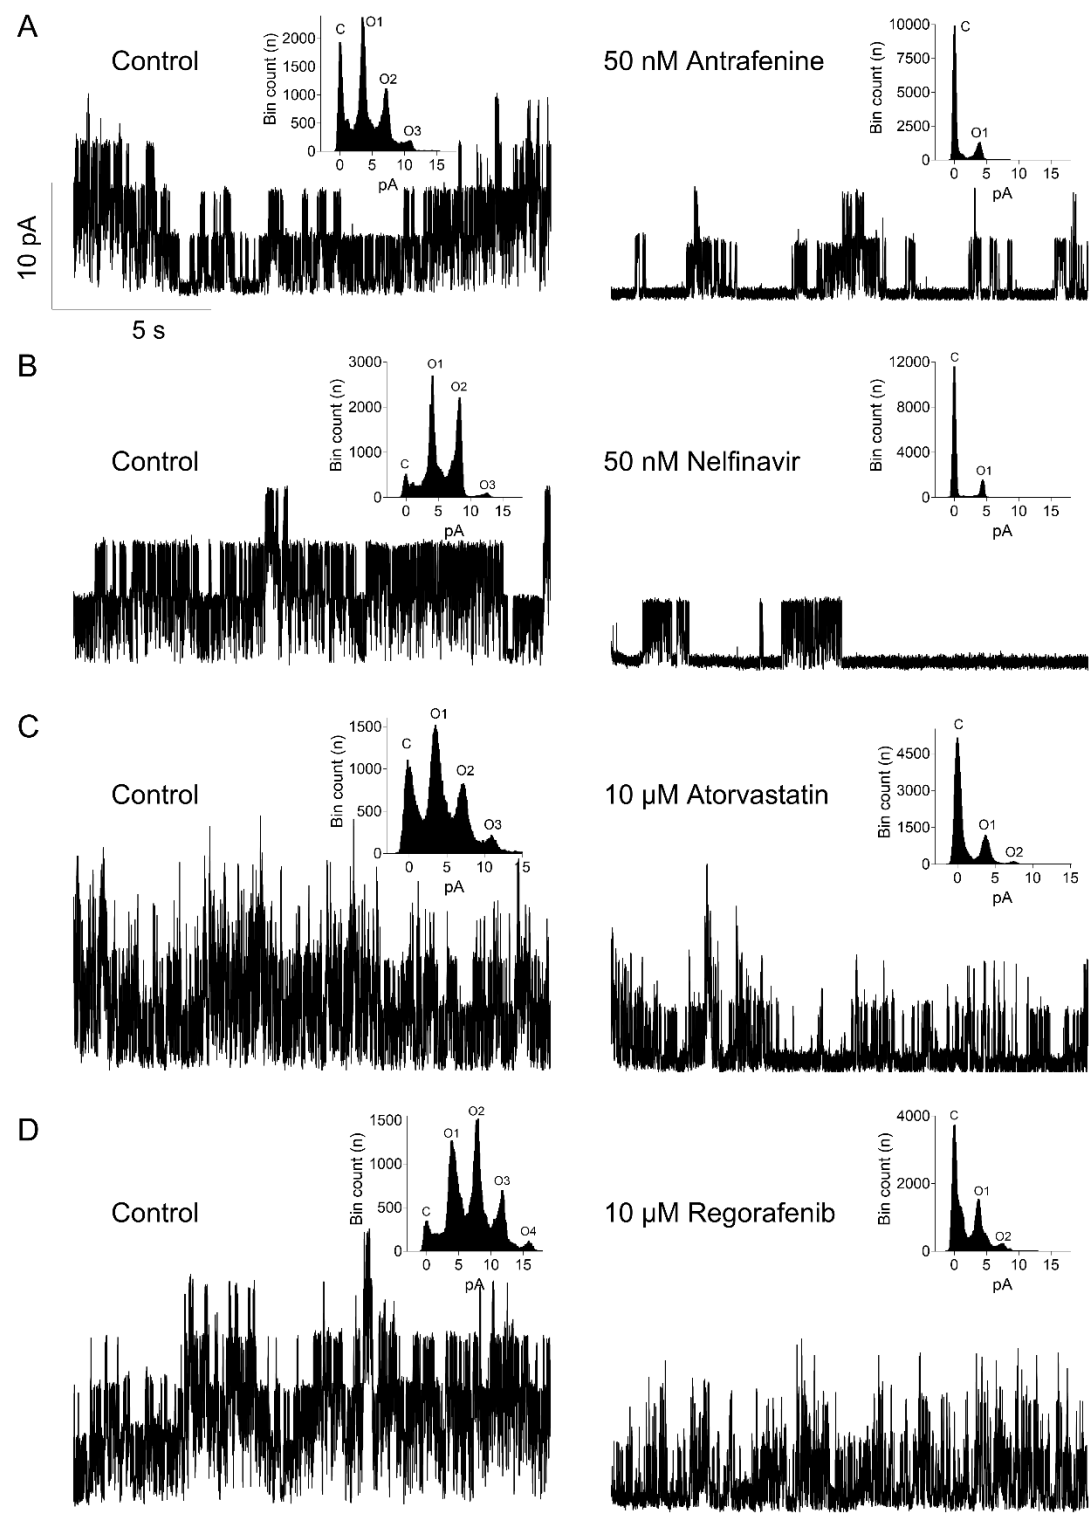 A
Control
Bin count (n)
2000
1500
1000
500
0
C
O1
O2
O3
0 5 10 15
pA
50 nM Antrafenine
Bin count (n)
10000
7500
5000
2500
0
C
O1
0 5 10 15
pA
10 pA
5 s
B
Control
Bin count (n)
3000
2000
1000
0
C
O1
O2
O3
0 5 10 15
pA
50 nM Nelfinavir
Bin count (n)
12000
8000
4000
0
C
O1
0 5 10 15
pA
C
Control
Bin count (n)
1500
1000
500
0
C
O1
O2
O3
0 5 10 15
pA
10 µM Atorvastatin
Bin count (n)
4500
3000
1500
0
C
O1
O2
0 5 10 15
pA
D
Control
Bin count (n)
1500
1000
500
0
C
O1
O2
O3
O4
0 5 10 15
pA
10 µM Regorafenib
Bin count (n)
4000
2000
0
C
O1
O2
0 5 10 15
pA